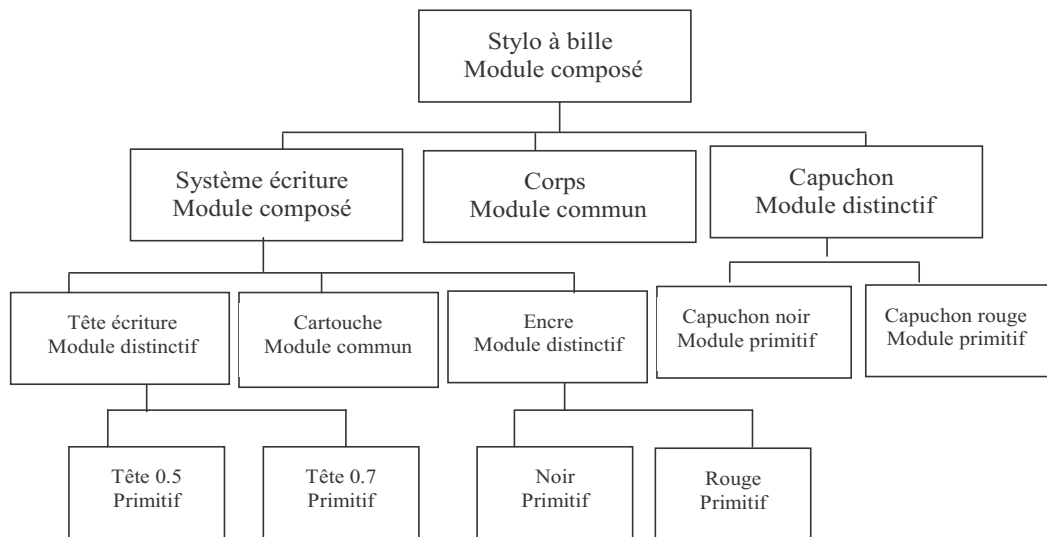 Stylo à bille
Module composé
Système écriture
Module composé
Corps
Module commun
Capuchon
Module distinctif
Tête écriture
Module distinctif
Cartouche
Module commun
Encre
Module distinctif
Capuchon noir
Module primitif
Capuchon rouge
Module primitif
Tête 0.5
Primitif
Tête 0.7
Primitif
Noir
Primitif
Rouge
Primitif